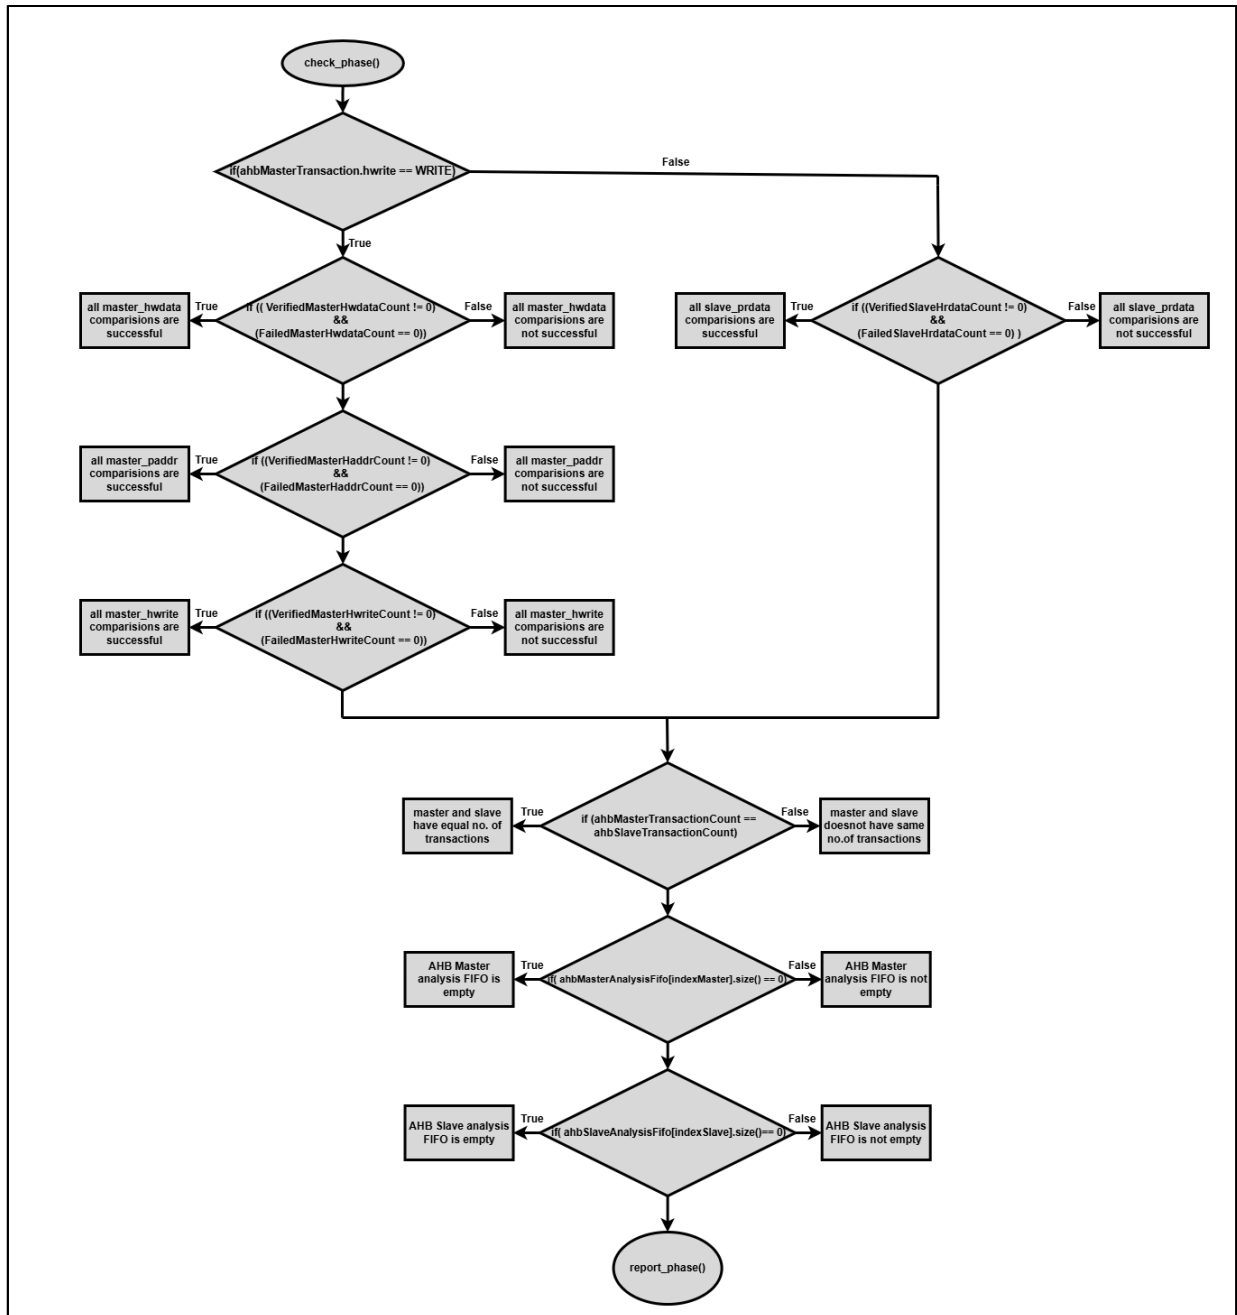 check_phase()
if(ahbMasterTransaction.hwrite == WRITE)
False
True
all master_hwdata
comparisions are
successful
True
if (( VerifiedMasterHwdataCount != 0)
&&
(FailedMasterHwdataCount == 0))
False
all master_hwdata
comparisions are
not successful
all slave_prdata
comparisions are
successful
True
if ((VerifiedSlaveHrdataCount != 0)
&&
(FailedSlaveHrdataCount == 0) )
False
all slave_prdata
comparisions are
not successful
all master_paddr
comparisions are
successful
True
if ((VerifiedMasterHaddrCount != 0)
&&
(FailedMasterHaddrCount == 0))
False
all master_paddr
comparisions are
not successful
all master_hwrite
comparisions are
successful
True
if ((VerifiedMasterHwriteCount != 0)
&&
(FailedMasterHwriteCount == 0))
False
all master_hwrite
comparisions are
not successful
master and slave
have equal no. of
transactions
True
if (ahbMasterTransactionCount ==
ahbSlaveTransactionCount)
False
master and slave
doesnot have same
no.of transactions
AHB Master
analysis FIFO is
empty
True
if( ahbMasterAnalysisFifo[indexMaster].size() == 0)
False
AHB Master
analysis FIFO is not
empty
AHB Slave analysis
FIFO is empty
True
if( ahbSlaveAnalysisFifo[indexSlave].size()== 0)
False
AHB Slave analysis
FIFO is not empty
report_phase()